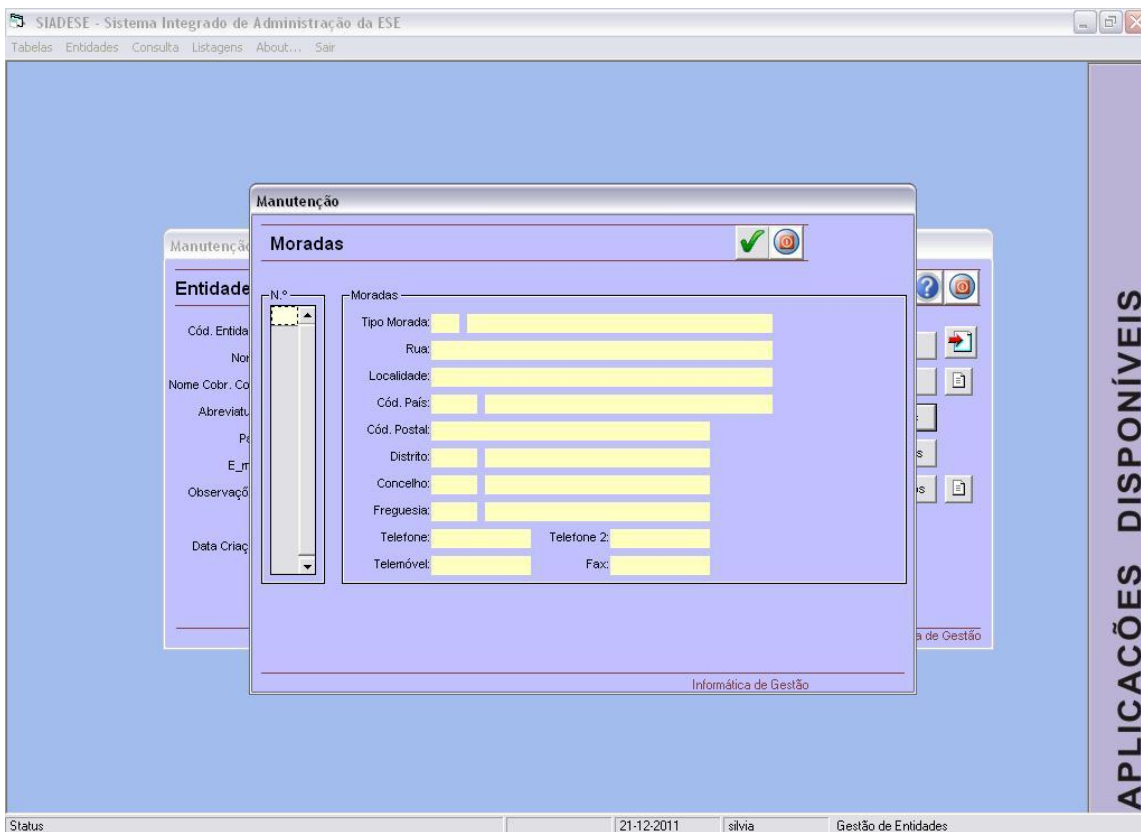 SIADESE - Sistema Integrado de Administração da ESE
Tabelas Entidades Consulta Listagens About... Sair
Manutenção
Moradas
N.º
Moradas
Tipo Morada:
Rua:
Localidade:
Cód. País:
Cód. Postal:
Distrito:
Concelho:
Freguesia:
Telefone: Telefone 2:
Telemóvel: Fax:
Informática de Gestão
Manutenção
Entidade
Cód. Entida
Nor
Nome Cobr. Co
Abreviatu
E_m
Observaçõ
Data Criaç
s
os
a de Gestão
APLICAÇÕES DISPONÍVEIS
Status 21-12-2011 silvia Gestão de Entidades